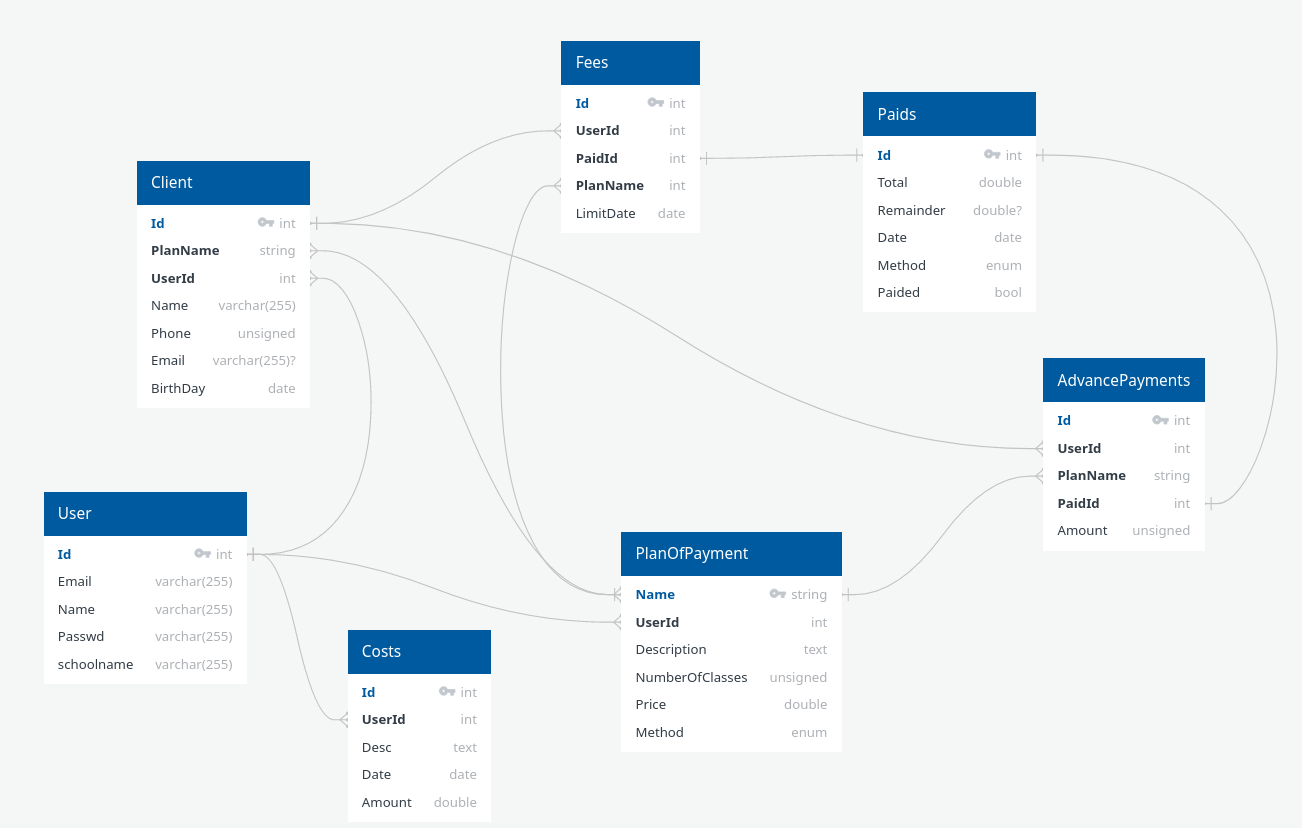 Fees
Id int
UserId int
PaidId int
PlanName int
LimitDate date
Paids
Id int
Total double
Remainder double?
Date date
Method enum
Paided bool
Client
Id int
PlanName string
UserId int
Name varchar(255)
Phone unsigned
Email varchar(255)?
BirthDay date
AdvancePayments
Id int
UserId int
PlanName string
PaidId int
Amount unsigned
User
Id int
Email varchar(255)
Name varchar(255)
Passwd varchar(255)
schoolname varchar(255)
PlanOfPayment
Name string
UserId int
Description text
NumberOfClasses unsigned
Price double
Method enum
Costs
Id int
UserId int
Desc text
Date date
Amount double